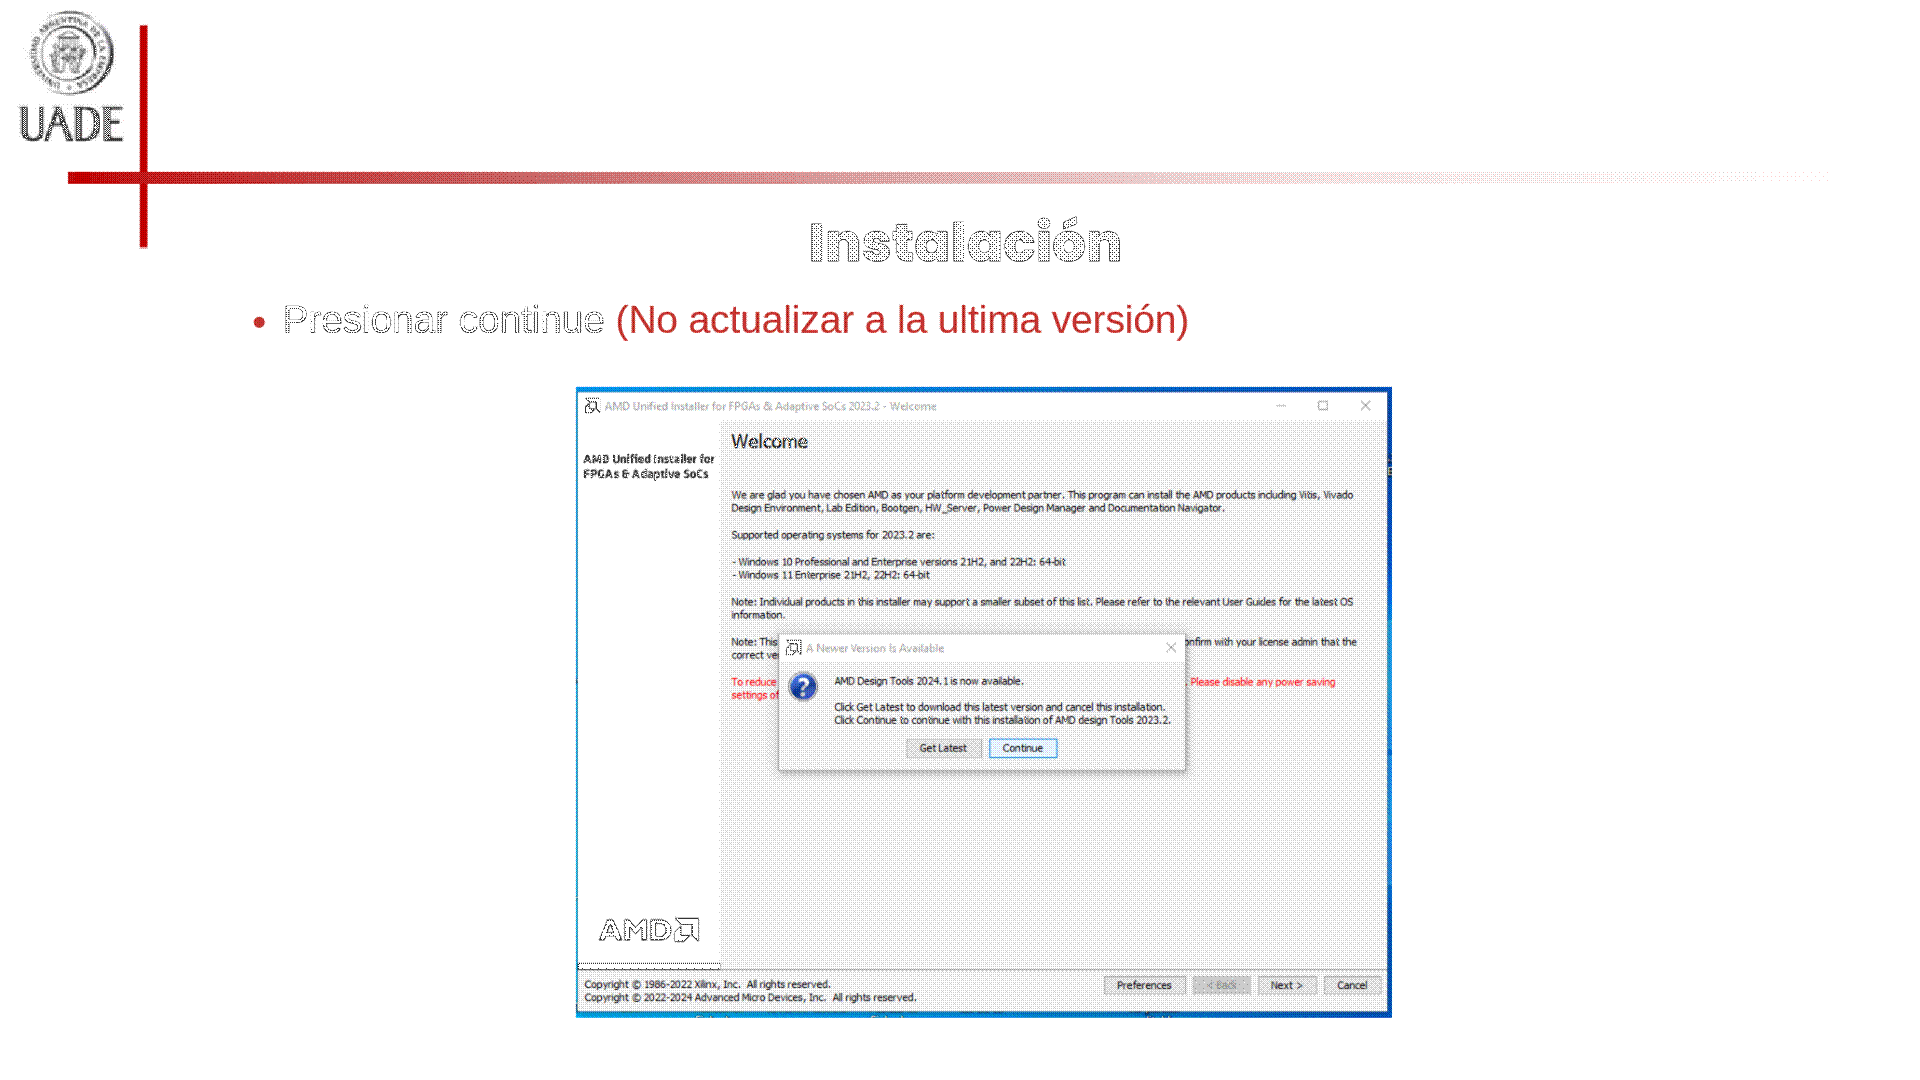 UNIVERSIDAD ARGENTINA DE LA EMPRESA
UADE
Instalación
• Presionar continue (No actualizar a la ultima versión)
AMD Unified Installer for FPGAs & Adaptive SoCs 2023.2 - Welcome
AMD Unified Installer for
FPGAs & Adaptive SoCs
Welcome
We are glad you have chosen AMD as your platform development partner. This program can install the AMD products including Vitis, Vivado
Design Environment, Lab Edition, Bootgen, HW_Server, Power Design Manager and Documentation Navigator.
Supported operating systems for 2023.2 are:
- Windows 10 Professional and Enterprise versions 21H2, and 22H2: 64-bit
- Windows 11 Enterprise 21H2, 22H2: 64-bit
Note: Individual products in this installer may support a smaller subset of this list. Please refer to the relevant User Guides for the latest OS
information.
Note: This onfirm with your license admin that the
correct ve
To reduce . Please disable any power saving
settings of
A Newer Version Is Available
AMD Design Tools 2024.1 is now available.
Click Get Latest to download this latest version and cancel this installation.
Click Continue to continue with this installation of AMD design Tools 2023.2.
Get Latest Continue
AMD
Copyright © 1986-2022 Xilinx, Inc. All rights reserved.
Copyright © 2022-2024 Advanced Micro Devices, Inc. All rights reserved.
Preferences < Back Next > Cancel